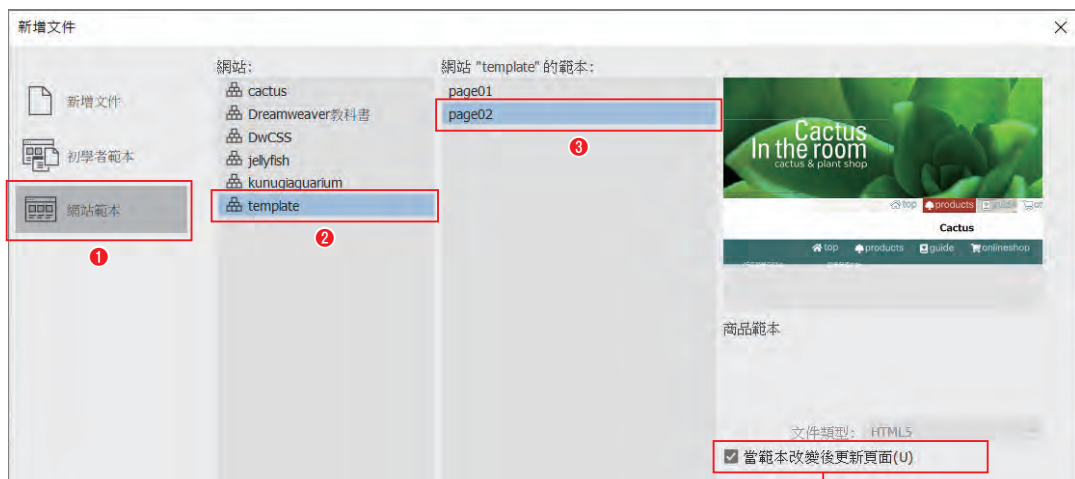 新增文件
新增文件
初學者範本
網站範本
❶
網站:
cactus
Dreamweaver教科書
DwCSS
jellyfish
kunugiaquarium
template
❷
網站 "template" 的範本:
page01
page02
❸
Cactus
In the room
cactus & plant shop
top products guide
Cactus
top products guide onlineshop
商品範本
文件類型: HTML5
當範本改變後更新頁面(U)